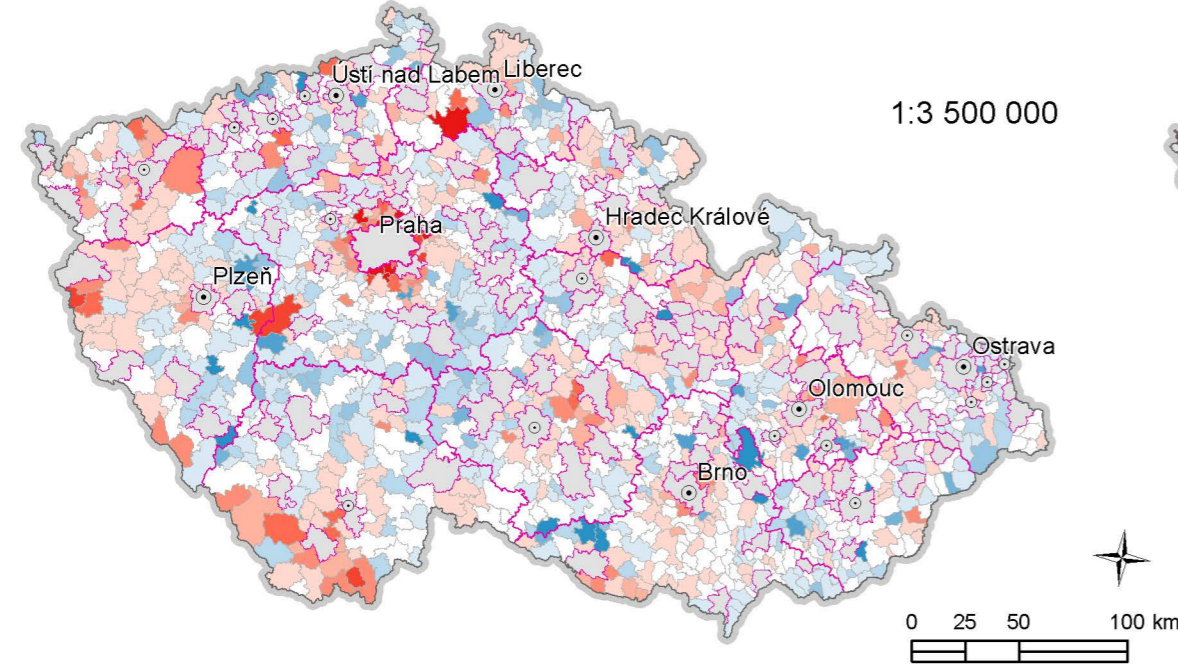 Ústí nad Labem
Liberec
1:3 500 000
Praha
Hradec Králové
Plzeň
Ostrava
Olomouc
Brno
0 25 50 100 km